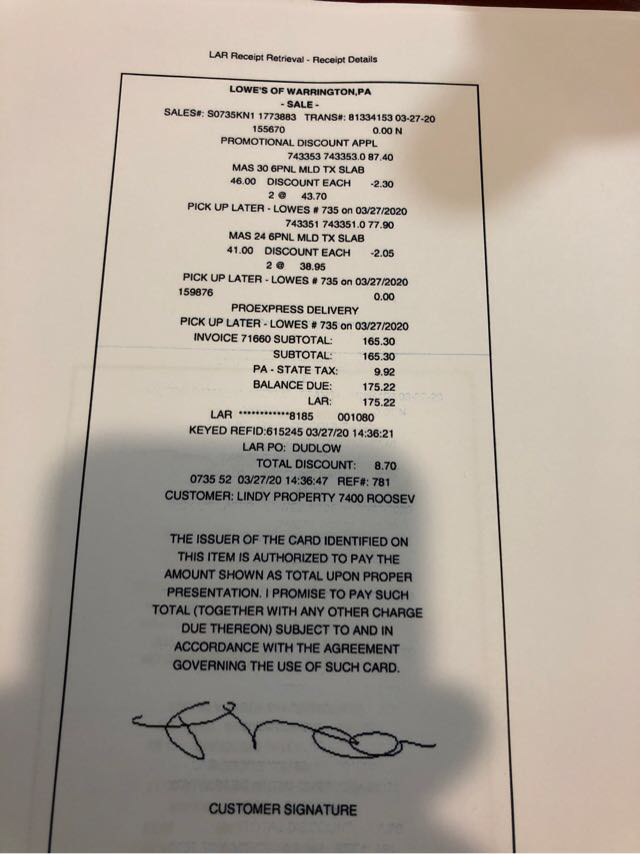 LAR Receipt Retrieval - Receipt Details
LOWE'S OF WARRINGTON,PA
- SALE -
SALES#: S0735KN1 1773883 TRANS#: 81334153 03-27-20
155670 0.00 N
PROMOTIONAL DISCOUNT APPL
743353 743353.0 87.40
MAS 30 6PNL MLD TX SLAB
46.00 DISCOUNT EACH -2.30
2 @ 43.70
PICK UP LATER - LOWES # 735 on 03/27/2020
743351 743351.0 77.90
MAS 24 6PNL MLD TX SLAB
41.00 DISCOUNT EACH -2.05
2 @ 38.95
PICK UP LATER - LOWES # 735 on 03/27/2020
159876 0.00
PROEXPRESS DELIVERY
PICK UP LATER - LOWES # 735 on 03/27/2020
INVOICE 71660 SUBTOTAL: 165.30
SUBTOTAL: 165.30
PA - STATE TAX: 9.92
BALANCE DUE: 175.22
LAR: 175.22
LAR ************8185 001080
KEYED REFID:615245 03/27/20 14:36:21
LAR PO: DUDLOW
TOTAL DISCOUNT: 8.70
0735 52 03/27/20 14:36:47 REF#: 781
CUSTOMER: LINDY PROPERTY 7400 ROOSEV
THE ISSUER OF THE CARD IDENTIFIED ON
THIS ITEM IS AUTHORIZED TO PAY THE
AMOUNT SHOWN AS TOTAL UPON PROPER
PRESENTATION. I PROMISE TO PAY SUCH
TOTAL (TOGETHER WITH ANY OTHER CHARGE
DUE THEREON) SUBJECT TO AND IN
ACCORDANCE WITH THE AGREEMENT
GOVERNING THE USE OF SUCH CARD.
CUSTOMER SIGNATURE